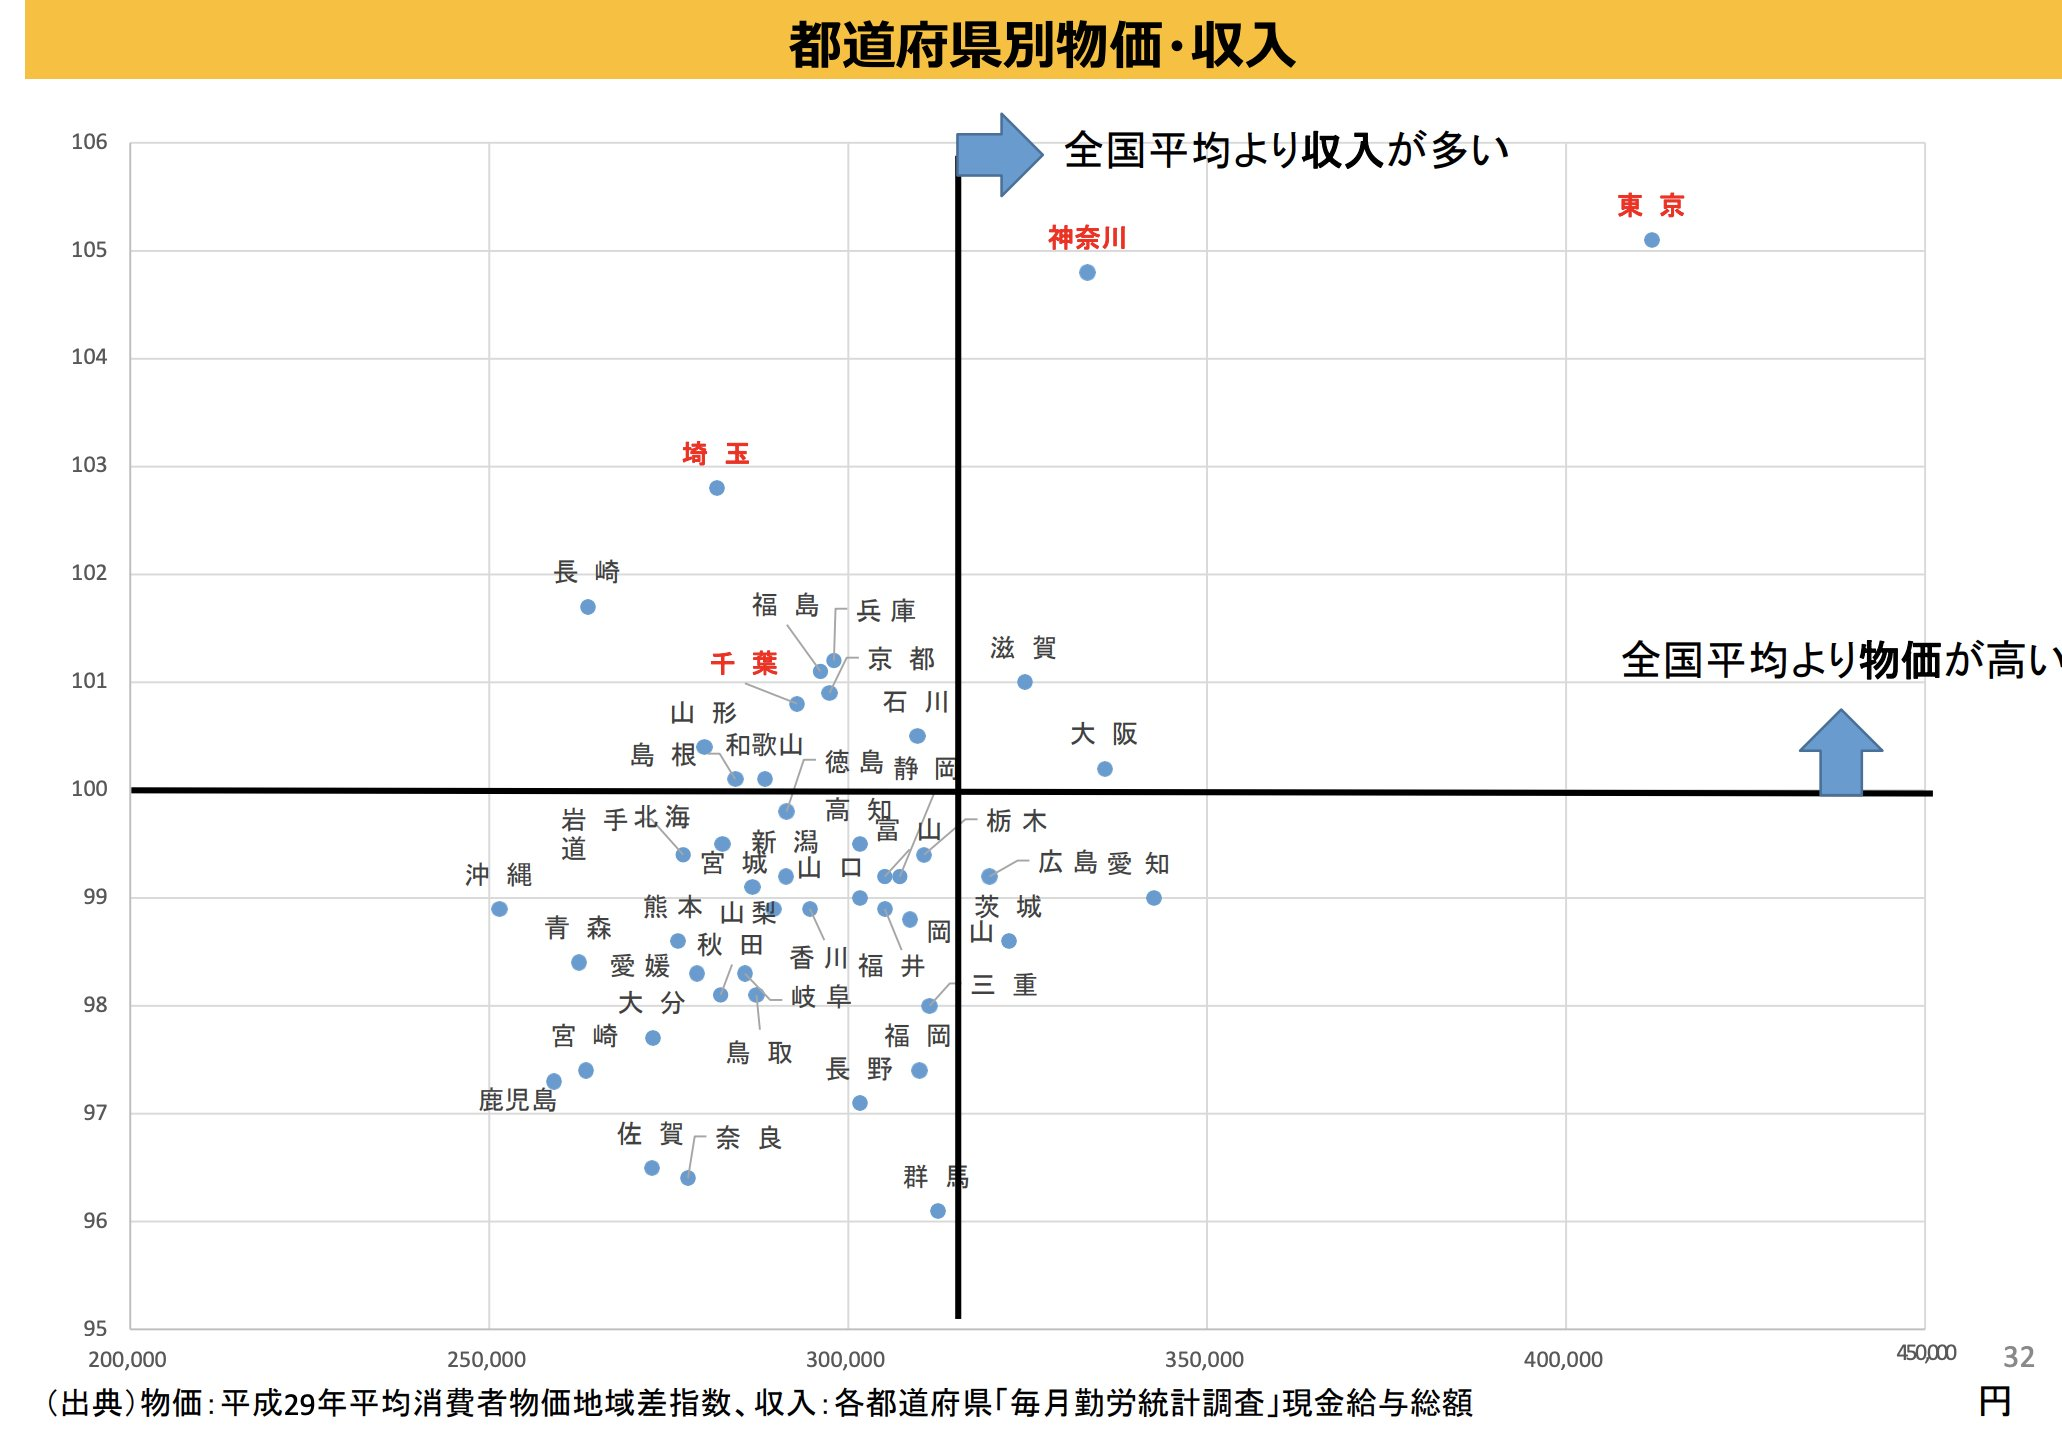 都道府県別物価・収入
106
全国平均より収入が多い
東 京
神奈川
105
104
埼 玉
103
長 崎
102
福 島
兵 庫
千 葉
京 都
滋 賀
全国平均より物価が高い
101
石 川
山 形
大 阪
島 根
和歌山
徳 島
静 岡
100
岩 手
北海
道
高 知
富 山
栃 木
新 潟
宮 城
山 口
広 島
愛 知
沖 縄
99
熊 本
山 梨
茨 城
青 森
秋 田
岡 山
愛 媛
香 川
福 井
三 重
大 分
岐 阜
98
宮 崎
鳥 取
福 岡
長 野
鹿児島
97
佐 賀
奈 良
群 馬
96
95
200,000
250,000
300,000
350,000
400,000
32
（出典）物価：平成29年平均消費者物価地域差指数、収入：各都道府県「毎月勤労統計調査」現金給与総額
円